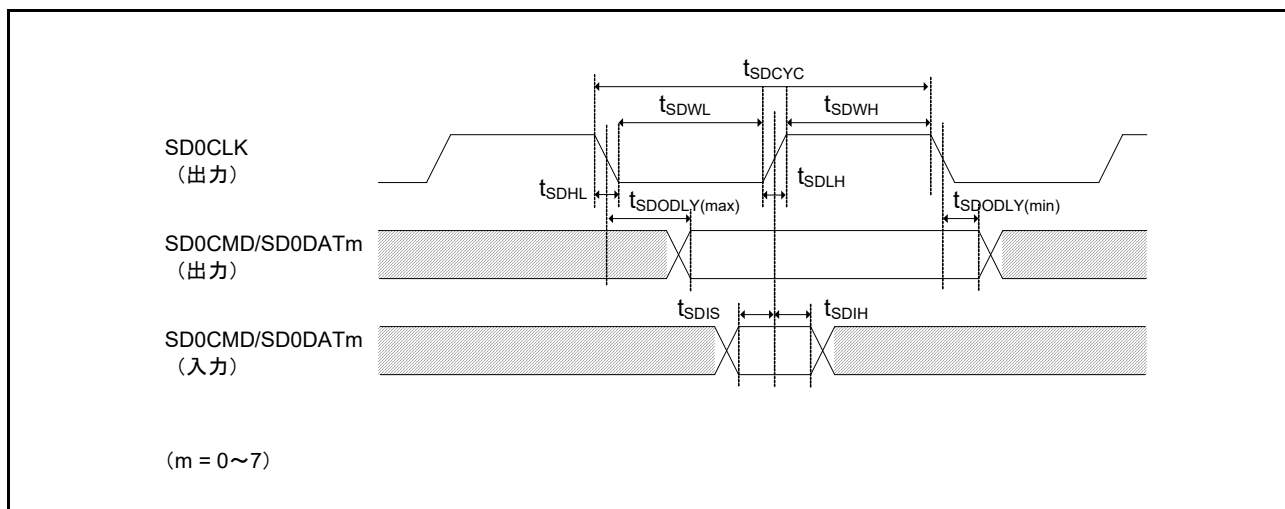 tSDCYC
tSDWL
tSDWH
SD0CLK
（出力）
tSDHL
tSDLH
tSDODLY(max)
tSDODLY(min)
SD0CMD/SD0DATm
（出力）
tSDIS
tSDIH
SD0CMD/SD0DATm
（入力）
（m = 0～7）